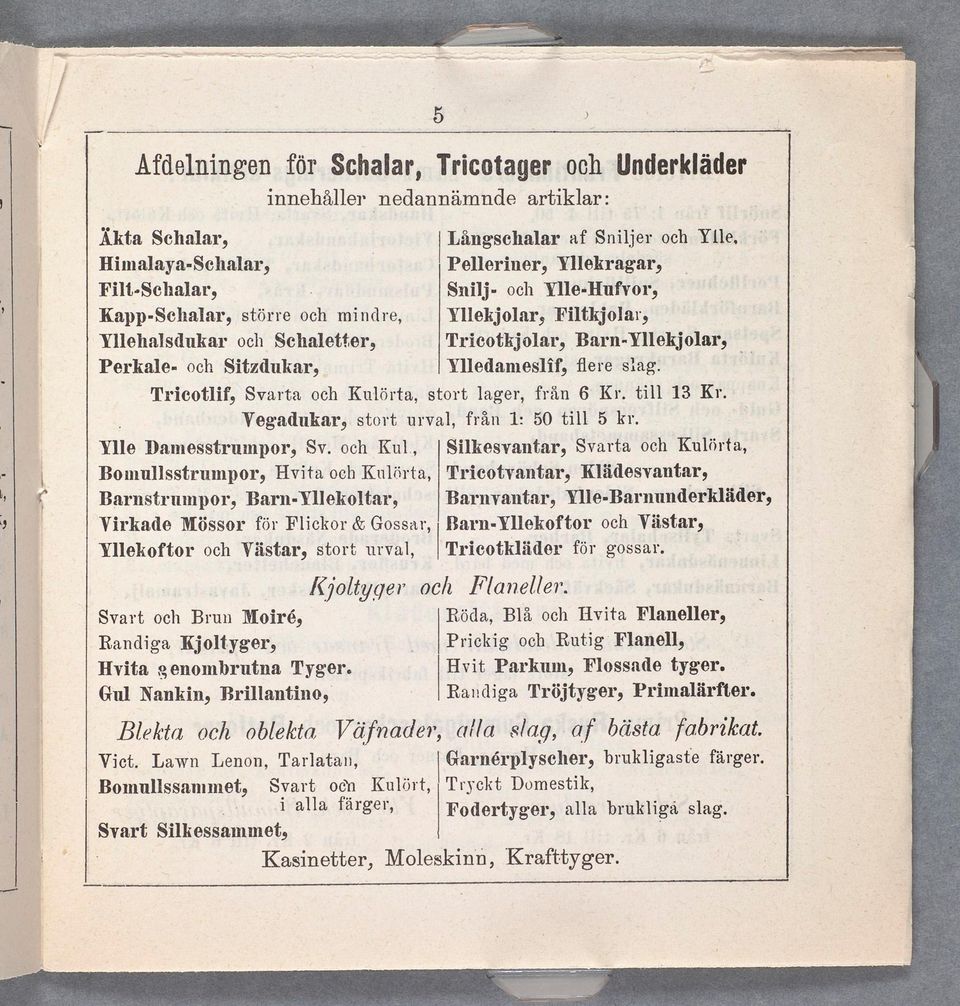 5
Afdelningen för Schalar, Tricotager och Underkläder
innehåller nedannämnde artiklar:
Äkta Schalar,
Himalaya-Schalar,
Filt-Schalar,
Kapp-Schalar, större och mindre,
Yllehalsdukar och Schaletter,
Perkale- och Sitzdukar,
Långschalar af Sniljer och Ylle.
Pelleriner, Yllekragar,
Snilj- och Ylle-Hufvor,
Yllekjolar, Filtkjolar,
Tricotkjolar, Barn-Yllekjolar,
Ylledameslif, flere slag.
Tricotlif, Svarta och Kulörta, stort lager, från 6 Kr. till 13 Kr.
Vegadukar, stort urval, från 1: 50 till 5 kr.
Ylle Damesstrumpor, Sv. och Kul.,
Bomullsstrumpor, Hvita och Kulörta,
Barnstrumpor, Barn-Yllekoltar,
Virkade Mössor för Flickor & Gossar,
Yllekoftor och Västar, stort urval,
Silkesvantar, Svarta och Kulörta,
Tricotvantar, Klädesvantar,
Barnvantar, Ylle-Barnunderkläder,
Barn-Yllekoftor och Västar,
Tricotkläder för gossar.
Kjoltyger och Flaneller.
Svart och Brun Moiré,
Randiga Kjoltyger,
Hvita genombrutna Tyger.
Gul Nankin, Brillantino,
Röda, Blå och Hvita Flaneller,
Prickig och Rutig Flanell,
Hvit Parkum, Flossade tyger.
Randiga Tröjtyger, Primalärfter.
Blekta och oblekta Väfnader, alla slag, af bästa fabrikat.
Vict. Lawn Lenon, Tarlatan,
Bomullssammet, Svart och Kulört,
i alla färger,
Svart Silkessammet,
Garnérplyscher, brukligaste färger.
Tryckt Domestik,
Fodertyger, alla brukliga slag.
Kasinetter, Moleskinn, Krafttyger.